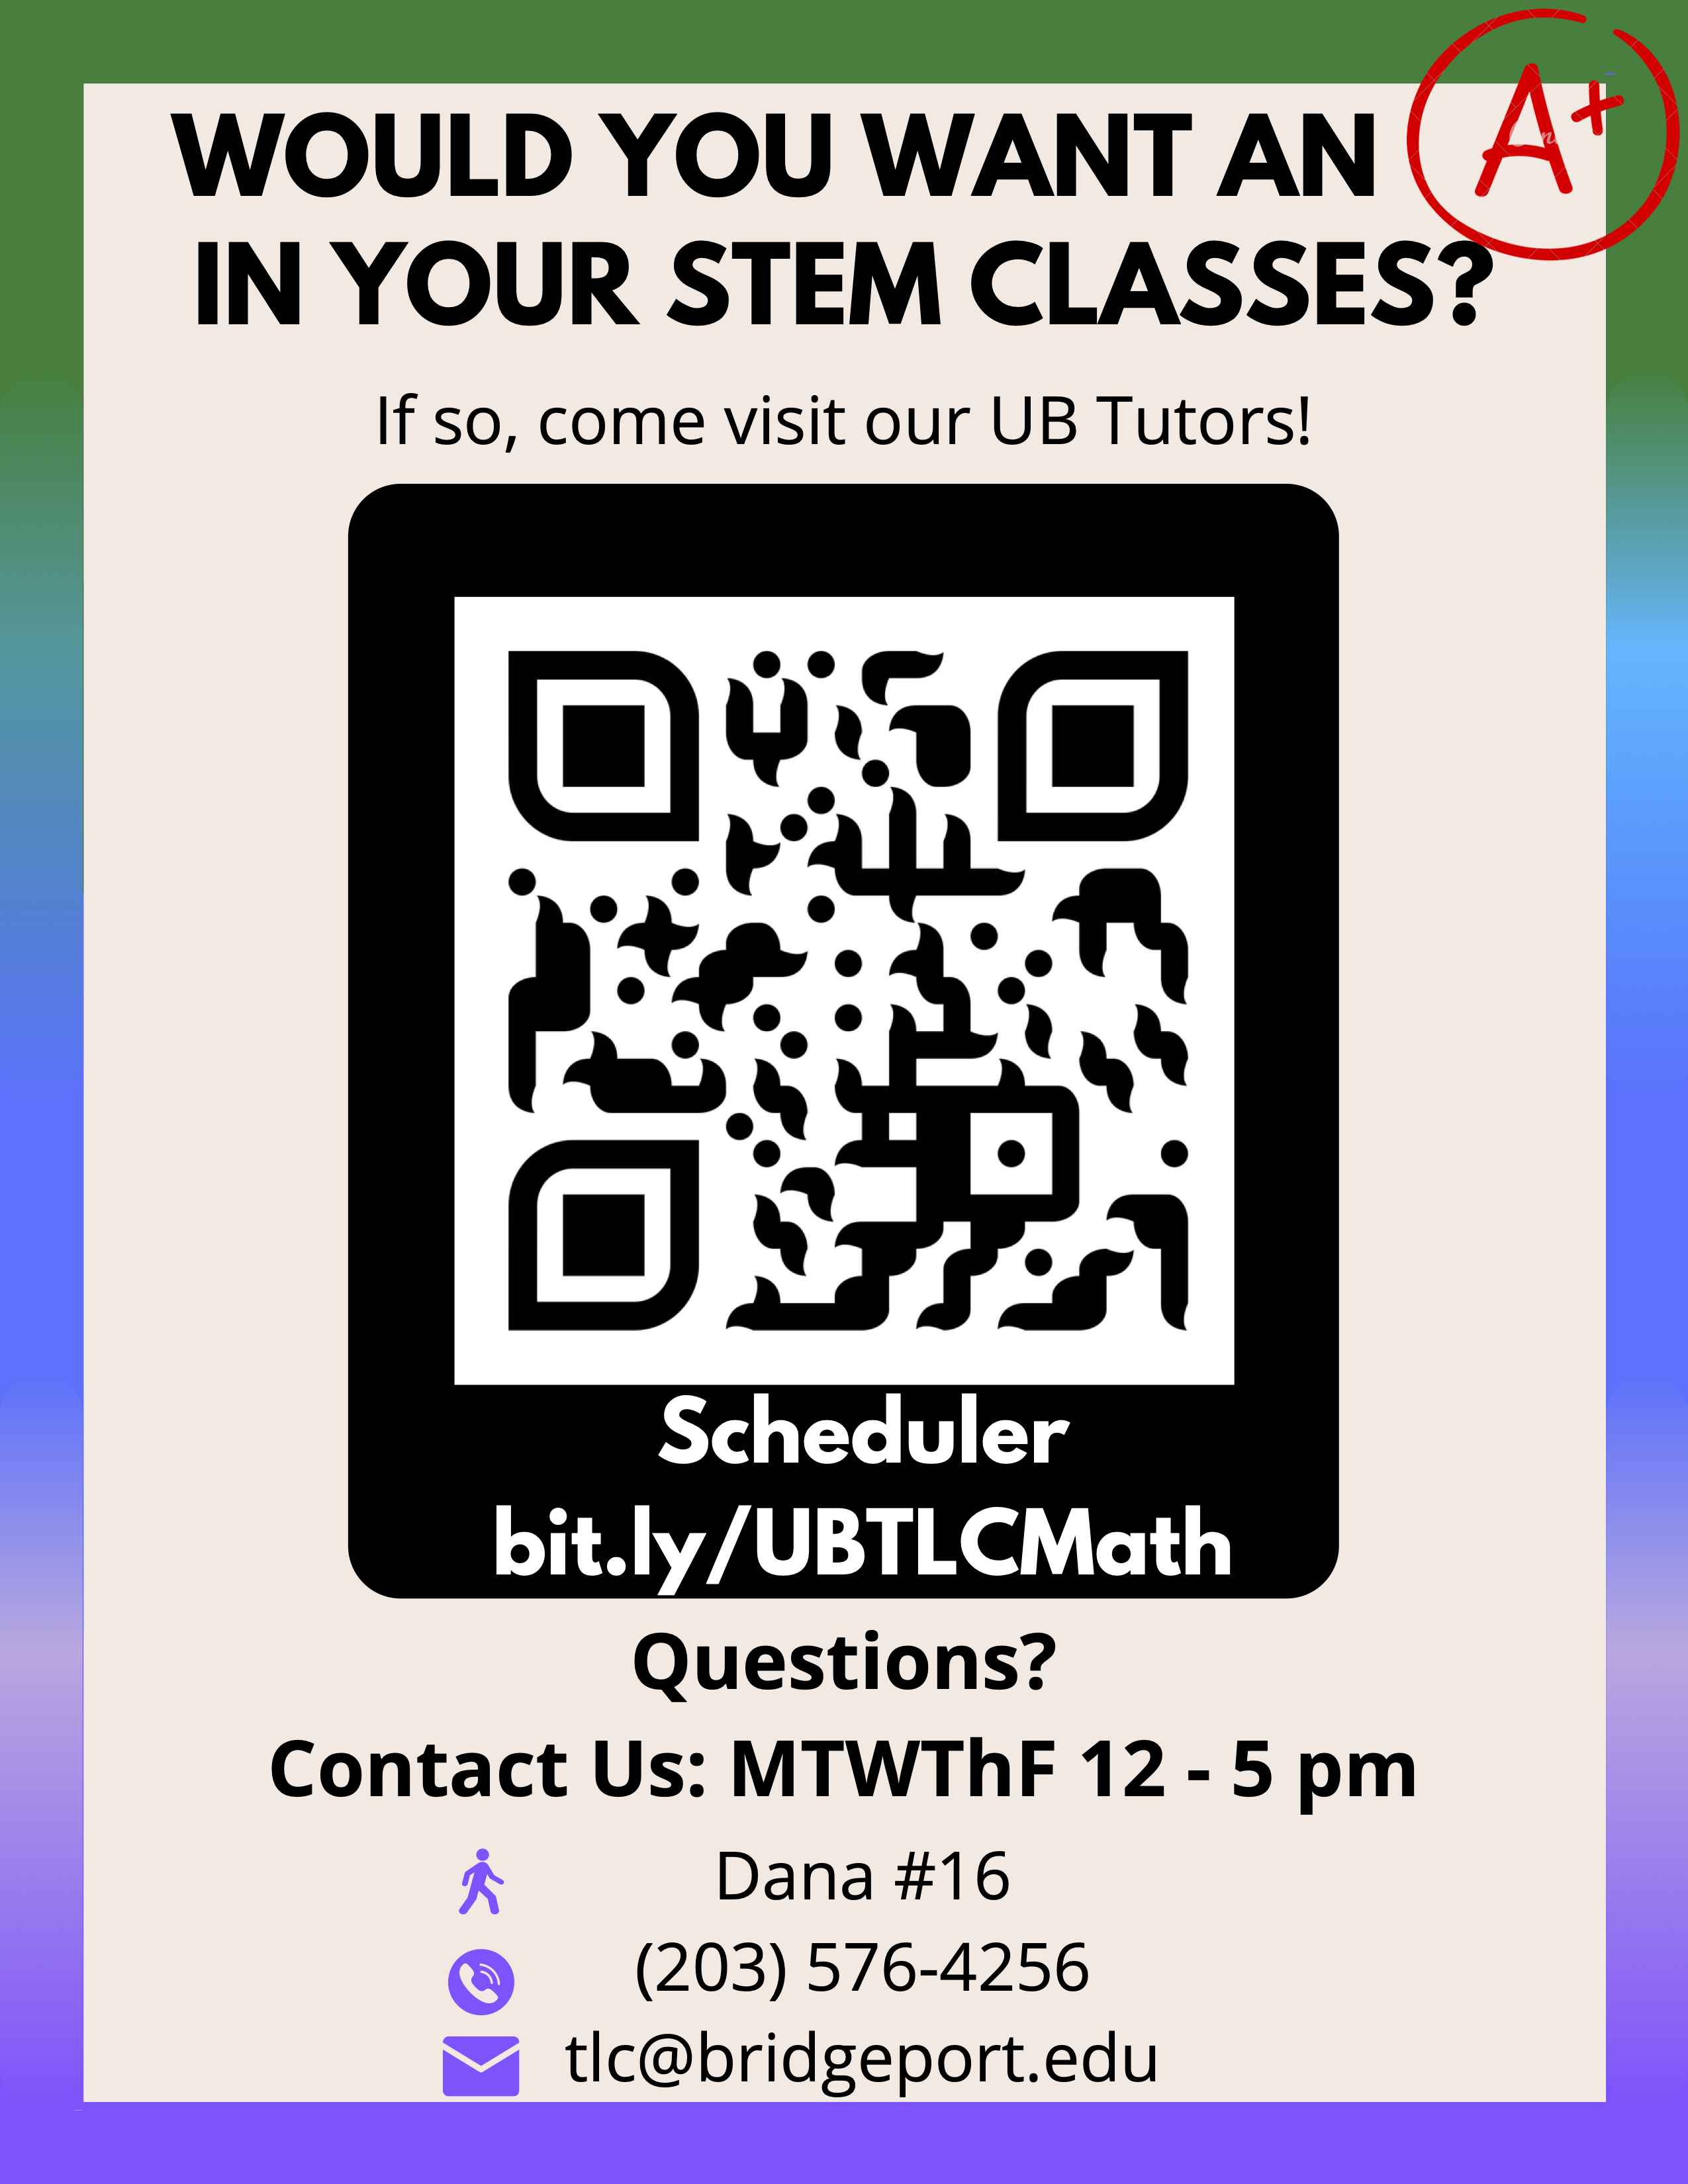 WOULD YOU WANT AN A+
IN YOUR STEM CLASSES?
If so, come visit our UB Tutors!
Scheduler
bit.ly/UBTLCMath
Questions?
Contact Us: MTWThF 12 - 5 pm
Dana #16
(203) 576-4256
tlc@bridgeport.edu